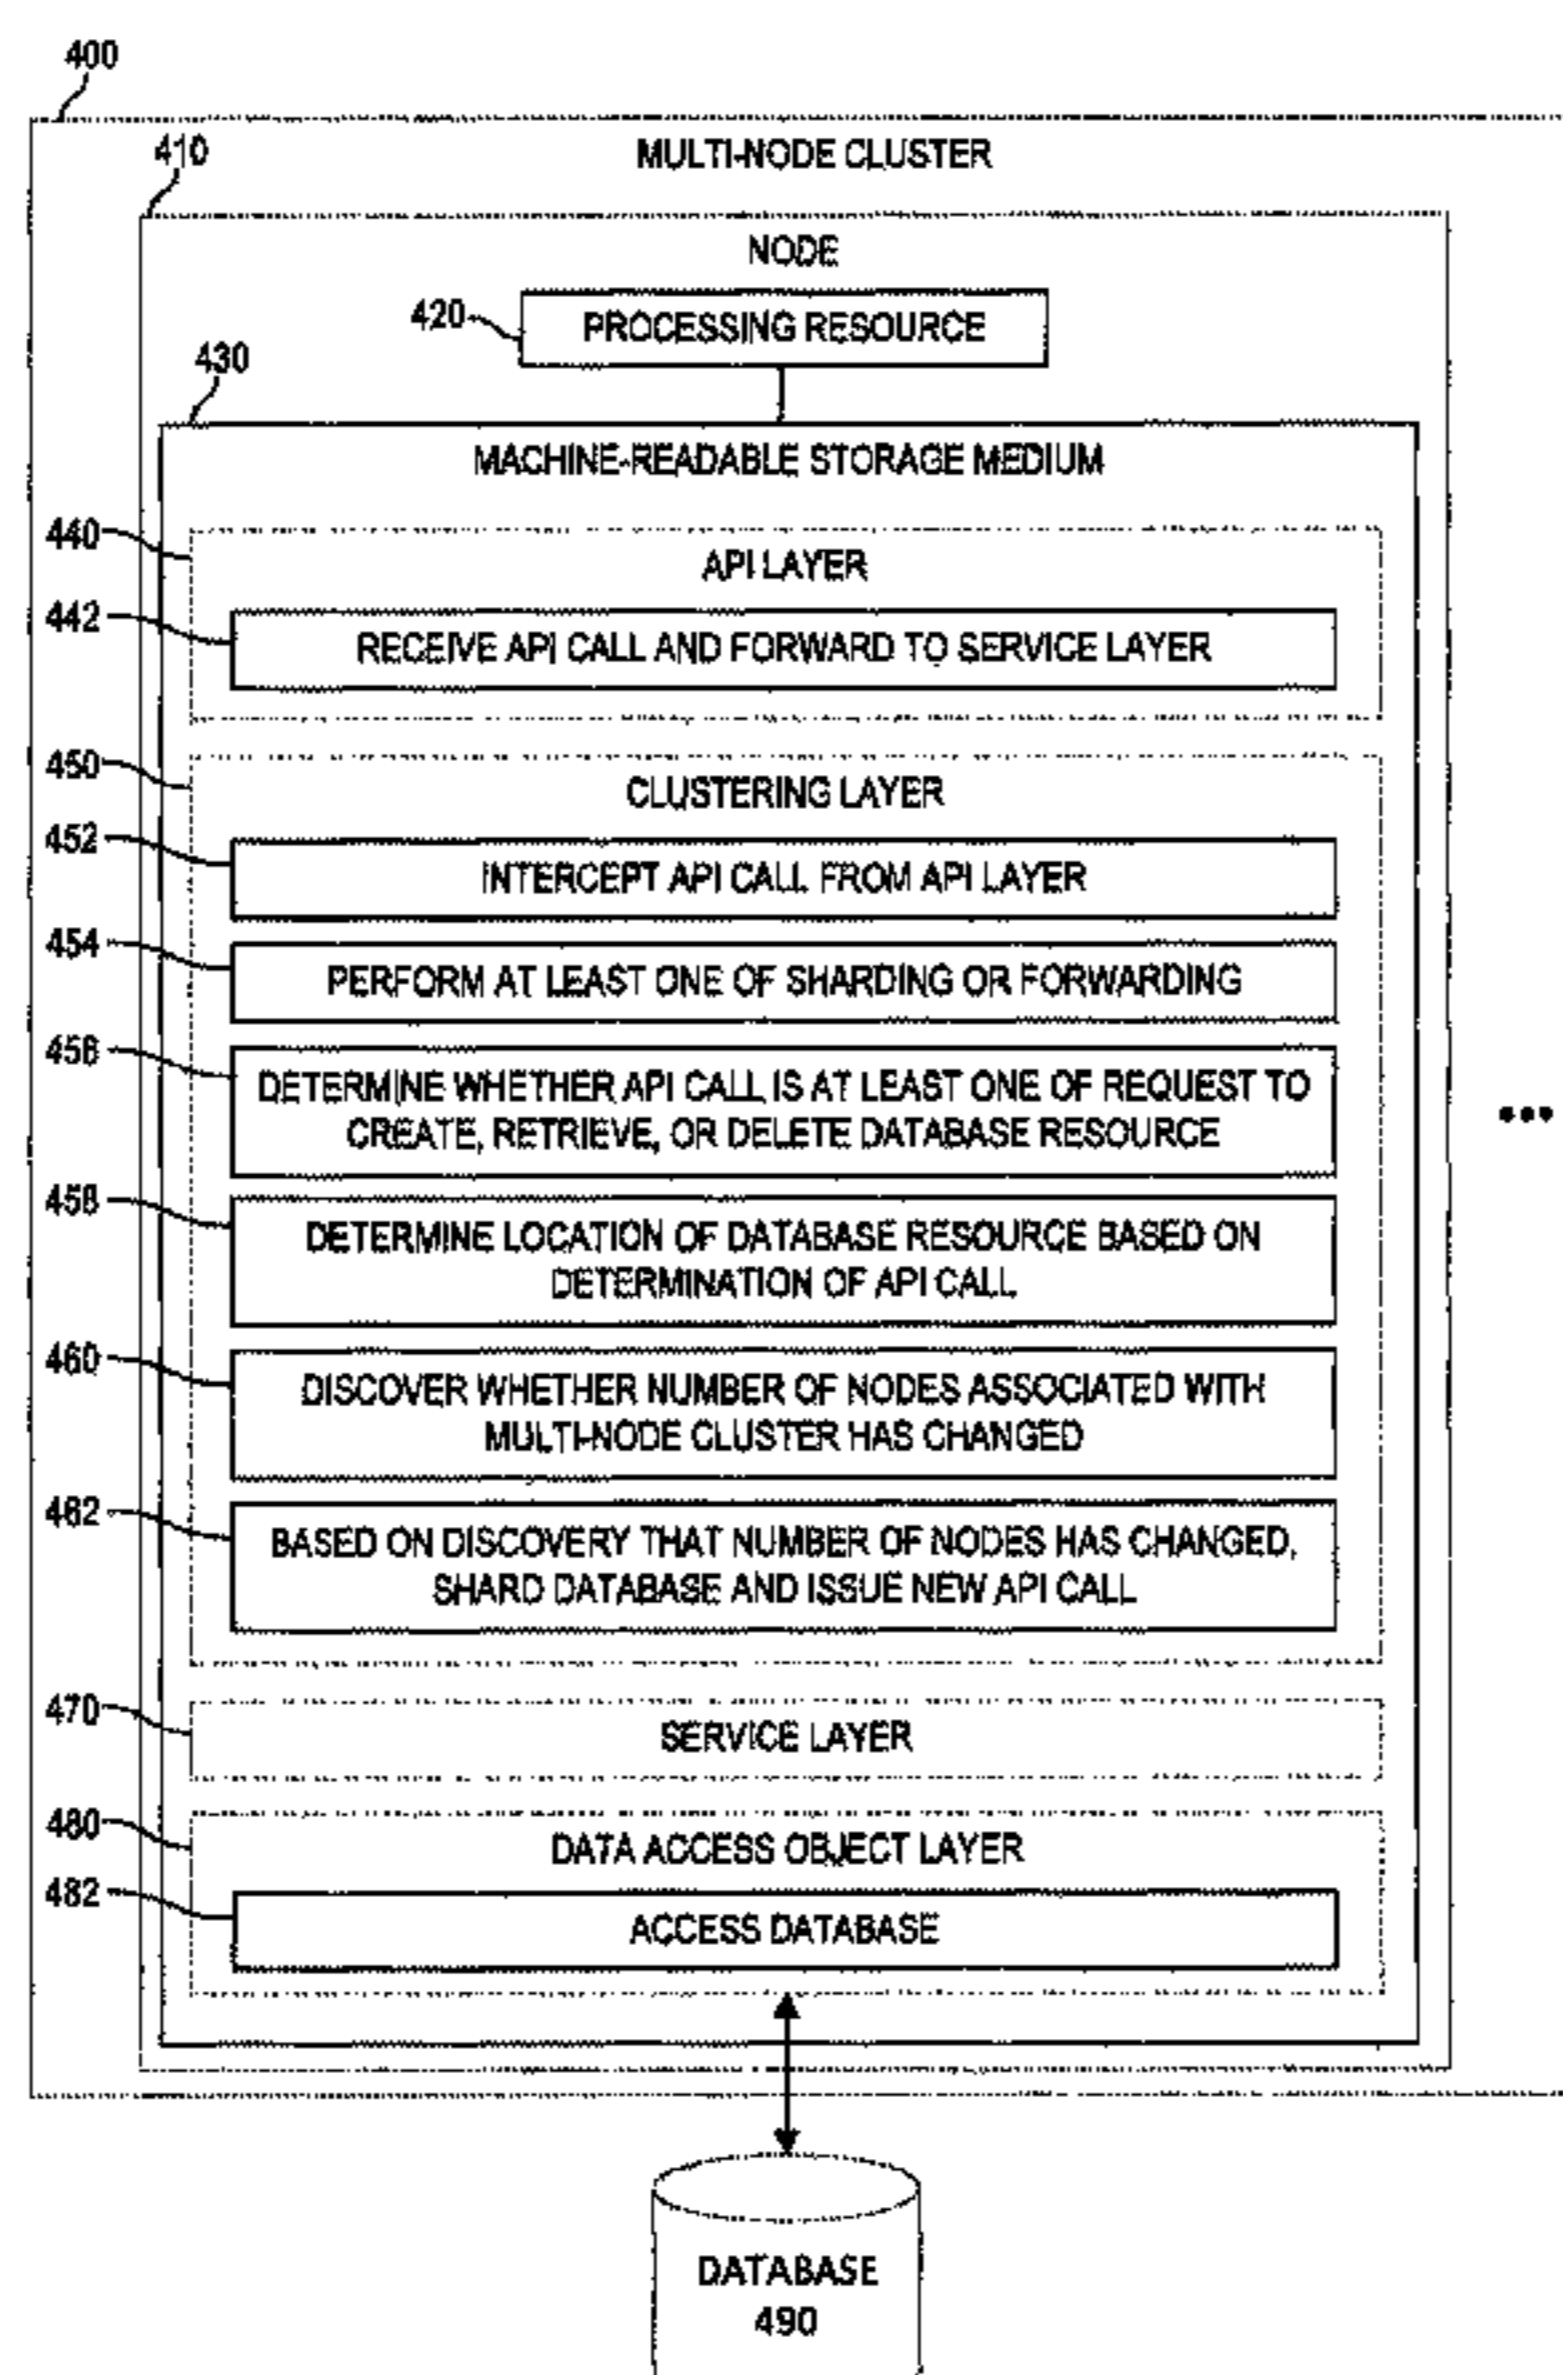 400
MULTI-NODE CLUSTER
410
NODE
420
PROCESSING RESOURCE
430
MACHINE-READABLE STORAGE MEDIUM
440
API LAYER
442
RECEIVE API CALL AND FORWARD TO SERVICE LAYER
450
CLUSTERING LAYER
452
INTERCEPT API CALL FROM API LAYER
454
PERFORM AT LEAST ONE OF SHARDING OR FORWARDING
456
DETERMINE WHETHER API CALL IS AT LEAST ONE OF REQUEST TO
CREATE, RETRIEVE, OR DELETE DATABASE RESOURCE
458
DETERMINE LOCATION OF DATABASE RESOURCE BASED ON
DETERMINATION OF API CALL
460
DISCOVER WHETHER NUMBER OF NODES ASSOCIATED WITH
MULTI-NODE CLUSTER HAS CHANGED
462
BASED ON DISCOVERY THAT NUMBER OF NODES HAS CHANGED,
SHARD DATABASE AND ISSUE NEW API CALL
470
SERVICE LAYER
480
DATA ACCESS OBJECT LAYER
482
ACCESS DATABASE
DATABASE
490